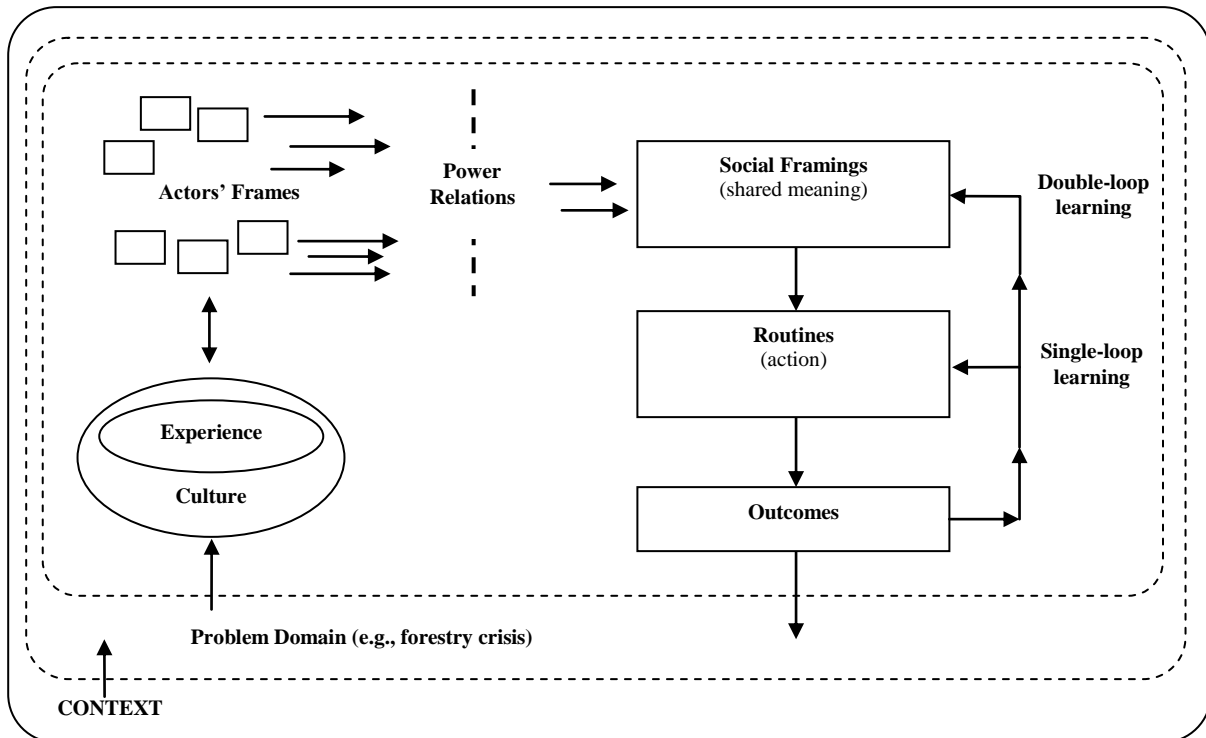 Actors’ Frames
Power
Relations
Social Framings
(shared meaning)
Double-loop
learning
Routines
(action)
Single-loop
learning
Experience
Culture
Outcomes
Problem Domain (e.g., forestry crisis)
CONTEXT